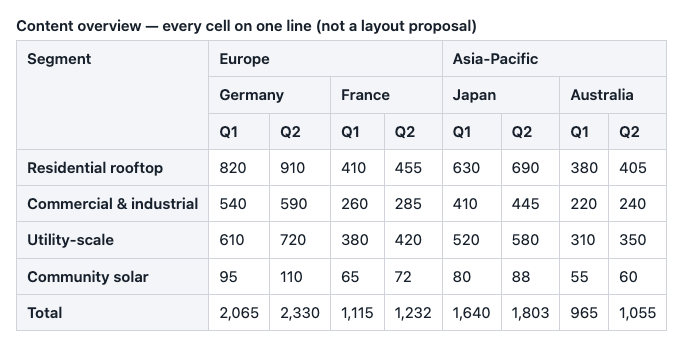 Content overview — every cell on one line (not a layout proposal)
Segment Europe Asia-Pacific
Germany France Japan Australia
Q1 Q2 Q1 Q2 Q1 Q2 Q1 Q2
Residential rooftop 820 910 410 455 630 690 380 405
Commercial & industrial 540 590 260 285 410 445 220 240
Utility-scale 610 720 380 420 520 580 310 350
Community solar 95 110 65 72 80 88 55 60
Total 2,065 2,330 1,115 1,232 1,640 1,803 965 1,055